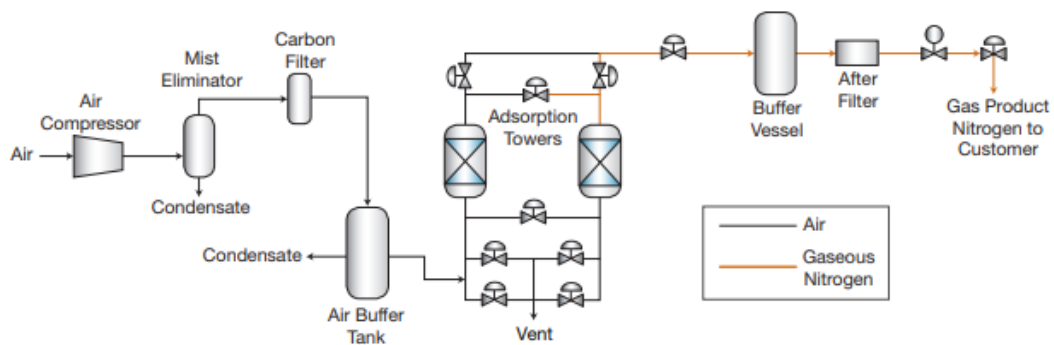 Air
Air
Compressor
Condensate
Mist
Eliminator
Carbon
Filter
Condensate
Air Buffer
Tank
Adsorption
Towers
Vent
Buffer
Vessel
After
Filter
Gas Product
Nitrogen to
Customer
Air
Gaseous
Nitrogen